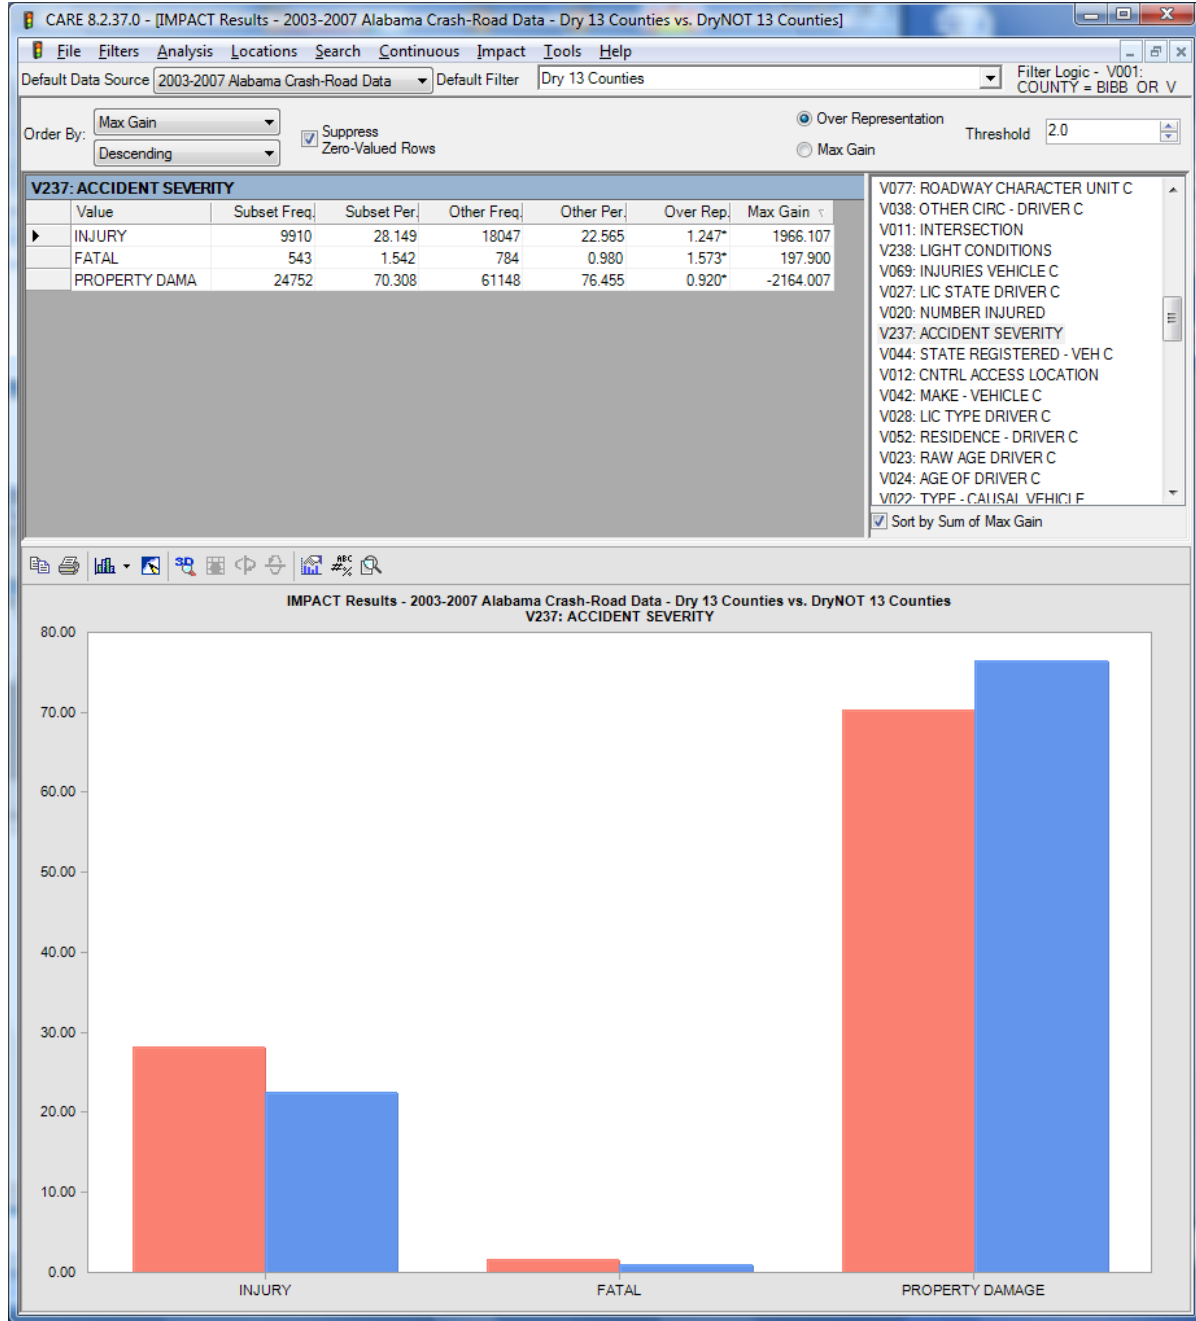 CARE 8.2.37.0 - [IMPACT Results - 2003-2007 Alabama Crash-Road Data - Dry 13 Counties vs. DryNOT 13 Counties]
File Filters Analysis Locations Search Continuous Impact Tools Help
Default Data Source 2003-2007 Alabama Crash-Road Data Default Filter Dry 13 Counties Filter Logic - V001:
COUNTY = BIBB OR V
Order By: Max Gain
Descending
Suppress
Zero-Valued Rows
Over Representation
Max Gain
Threshold 2.0
V237: ACCIDENT SEVERITY
Value Subset Freq. Subset Per. Other Freq. Other Per. Over Rep. Max Gain
INJURY 9910 28.149 18047 22.565 1.247* 1966.107
FATAL 543 1.542 784 0.980 1.573* 197.900
PROPERTY DAMA 24752 70.308 61148 76.455 0.920* -2164.007
V077: ROADWAY CHARACTER UNIT C
V038: OTHER CIRC - DRIVER C
V011: INTERSECTION
V238: LIGHT CONDITIONS
V069: INJURIES VEHICLE C
V027: LIC STATE DRIVER C
V020: NUMBER INJURED
V237: ACCIDENT SEVERITY
V044: STATE REGISTERED - VEH C
V012: CNTRL ACCESS LOCATION
V042: MAKE - VEHICLE C
V028: LIC TYPE DRIVER C
V052: RESIDENCE - DRIVER C
V023: RAW AGE DRIVER C
V024: AGE OF DRIVER C
V022: TYPE - CAUSAL VEHICLE
Sort by Sum of Max Gain
3D
ABC
#%
IMPACT Results - 2003-2007 Alabama Crash-Road Data - Dry 13 Counties vs. DryNOT 13 Counties
V237: ACCIDENT SEVERITY
80.00
70.00
60.00
50.00
40.00
30.00
20.00
10.00
0.00
INJURY FATAL PROPERTY DAMAGE